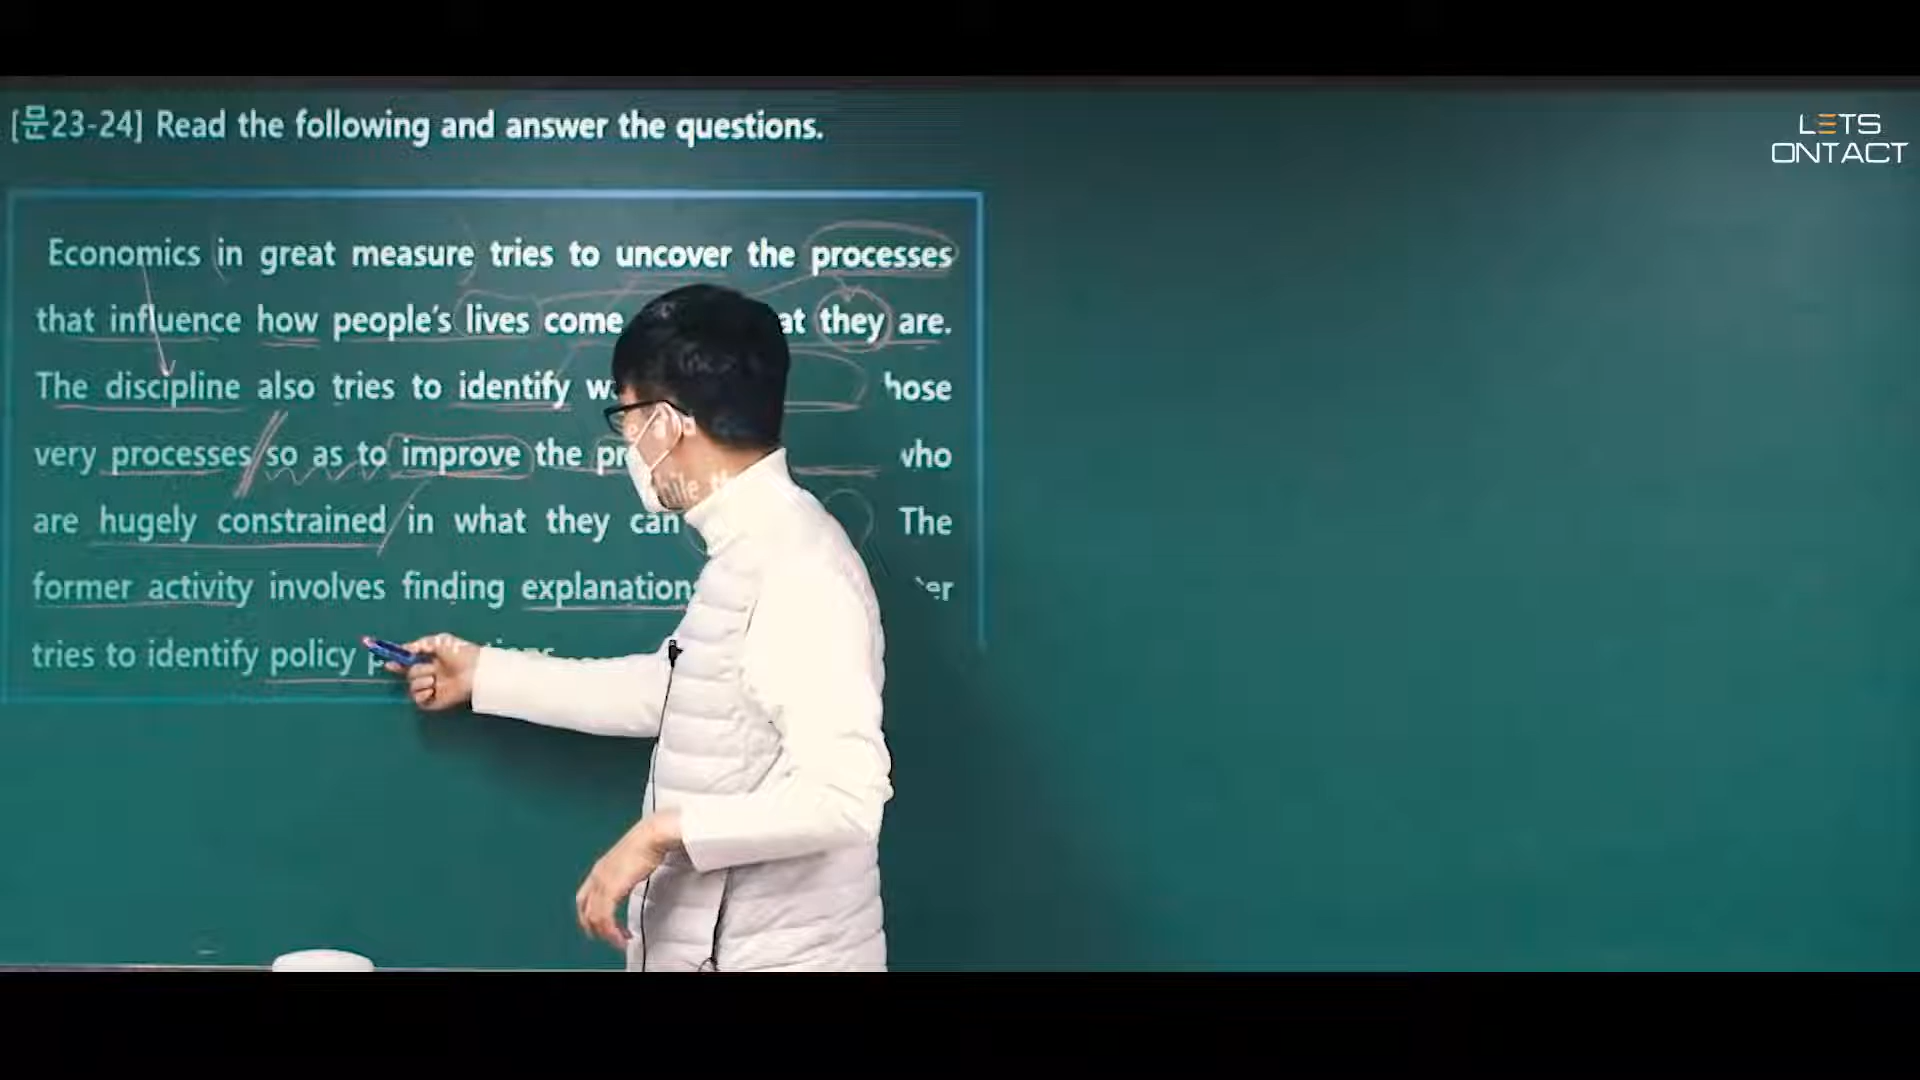 [문23-24] Read the following and answer the questions.
LETS
ONTACT
Economics in great measure tries to uncover the processes
that influence how people's lives come at they are.
The discipline also tries to identify hose
very processes so as to improve the who
are hugely constrained in what they can The
former activity involves finding explanations
tries to identify policy